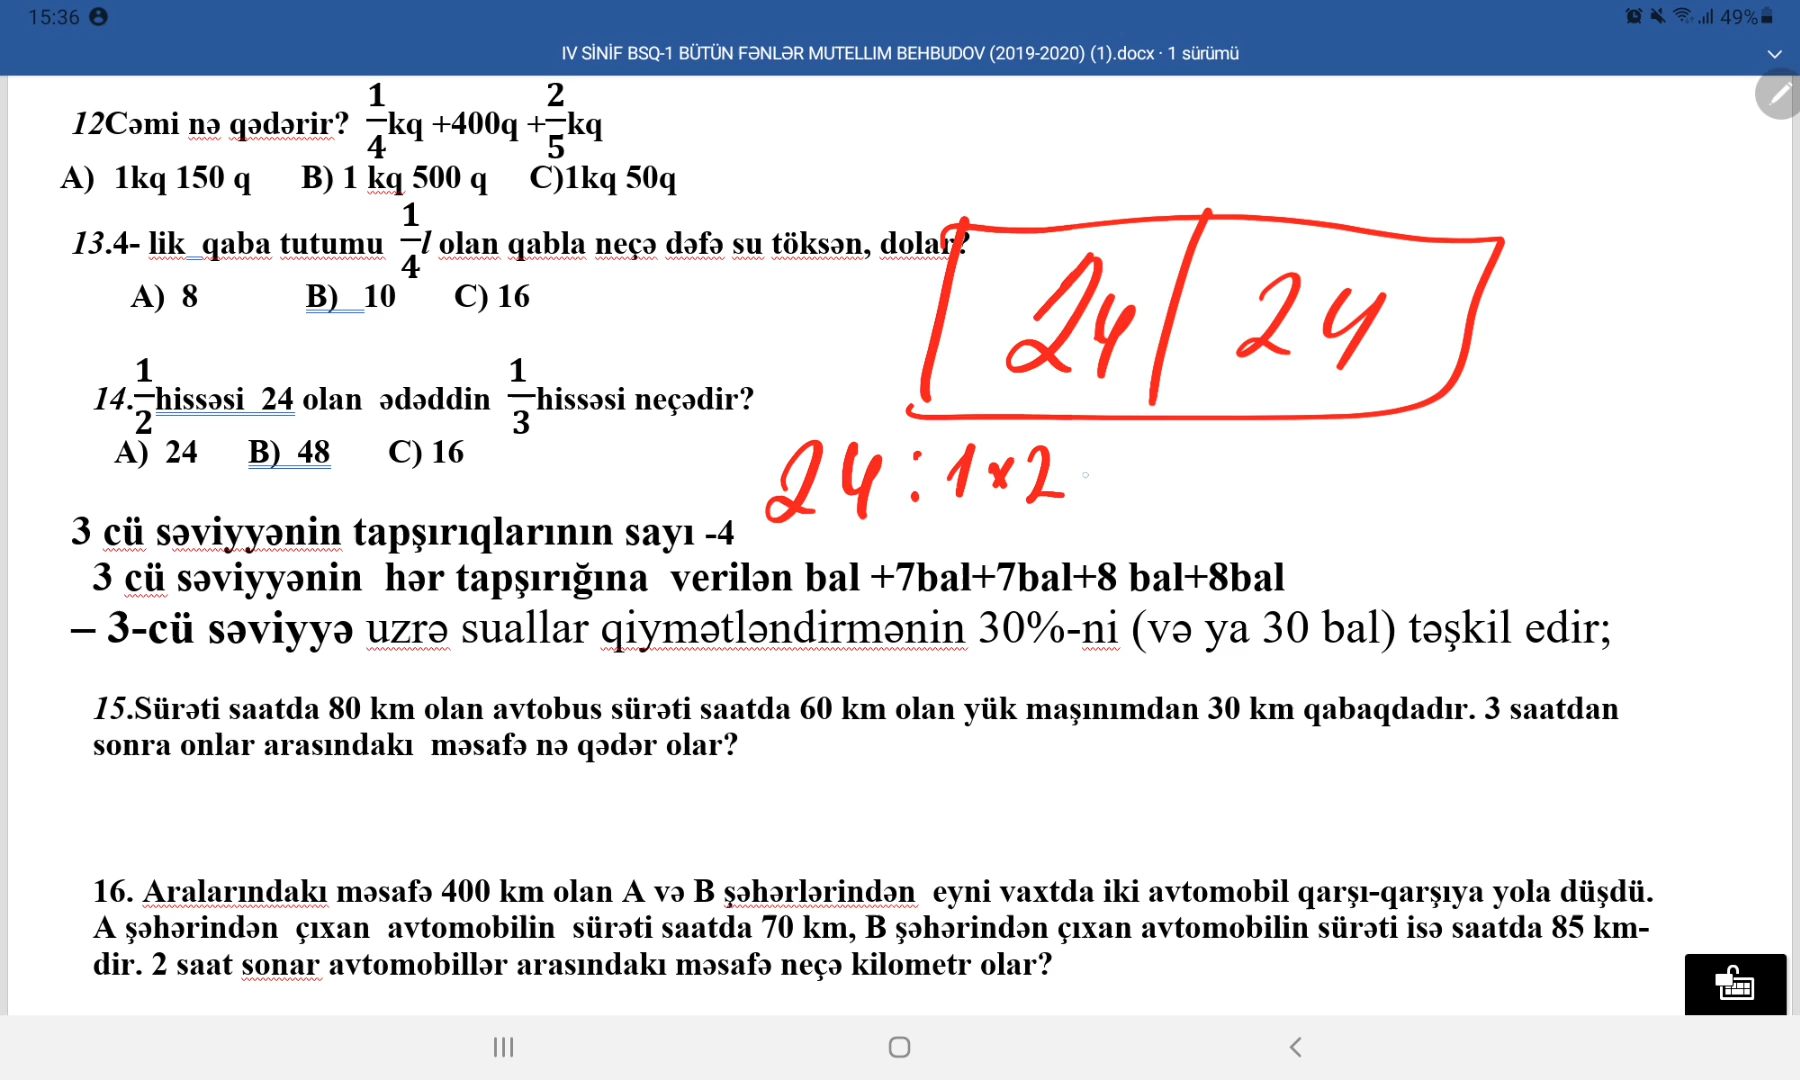 15:36
49%
IV SİNİF BSQ-1 BÜTÜN FƏNLƏR MUTELLIM BEHBUDOV (2019-2020) (1).docx · 1 sürümü
12Cəmi nə qədərir? 1/4kq +400q +2/5kq
A) 1kq 150 q B) 1 kq 500 q C)1kq 50q
13.4- lik qaba tutumu 1/4 l olan qabla neçə dəfə su töksən, dolar?
A) 8 B) 10 C) 16
24 24
14.1/2hissəsi 24 olan ədəddin 1/3hissəsi neçədir?
A) 24 B) 48 C) 16
24 : 1 × 2
3 cü səviyyənin tapşırıqlarının sayı -4
3 cü səviyyənin hər tapşırığına verilən bal +7bal+7bal+8 bal+8bal
– 3-cü səviyyə uzrə suallar qiymətləndirmənin 30%-ni (və ya 30 bal) təşkil edir;
15.Sürəti saatda 80 km olan avtobus sürəti saatda 60 km olan yük maşınımdan 30 km qabaqdadır. 3 saatdan
sonra onlar arasındakı məsafə nə qədər olar?
16. Aralarındakı məsafə 400 km olan A və B şəhərlərindən eyni vaxtda iki avtomobil qarşı-qarşıya yola düşdü.
A şəhərindən çıxan avtomobilin sürəti saatda 70 km, B şəhərindən çıxan avtomobilin sürəti isə saatda 85 km-
dir. 2 saat sonar avtomobillər arasındakı məsafə neçə kilometr olar?